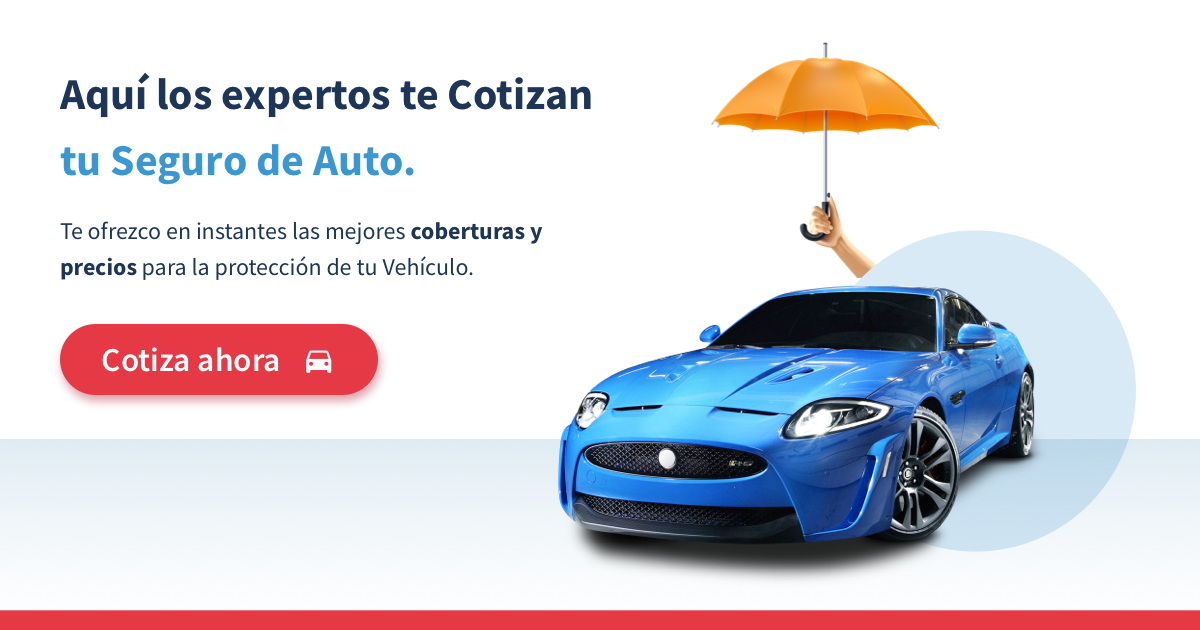 Aquí los expertos te Cotizan
tu Seguro de Auto.
Te ofrezco en instantes las mejores coberturas y
precios para la protección de tu Vehículo.
Cotiza ahora